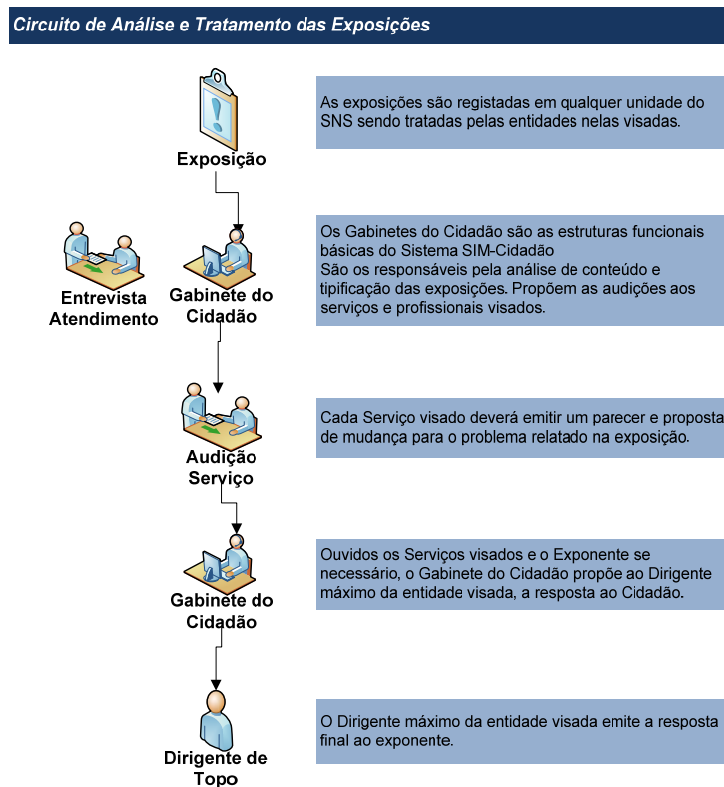 Circuito de Análise e Tratamento das Exposições
Exposição
As exposições são registadas em qualquer unidade do
SNS sendo tratadas pelas entidades nelas visadas.
Entrevista
Atendimento
Gabinete do
Cidadão
Os Gabinetes do Cidadão são as estruturas funcionais
básicas do Sistema SIM-Cidadão
São os responsáveis pela análise de conteúdo e
tipificação das exposições. Propõem as audições aos
serviços e profissionais visados.
Audição
Serviço
Cada Serviço visado deverá emitir um parecer e proposta
de mudança para o problema relatado na exposição.
Gabinete do
Cidadão
Ouvidos os Serviços visados e o Exponente se
necessário, o Gabinete do Cidadão propõe ao Dirigente
máximo da entidade visada, a resposta ao Cidadão.
Dirigente de
Topo
O Dirigente máximo da entidade visada emite a resposta
final ao exponente.